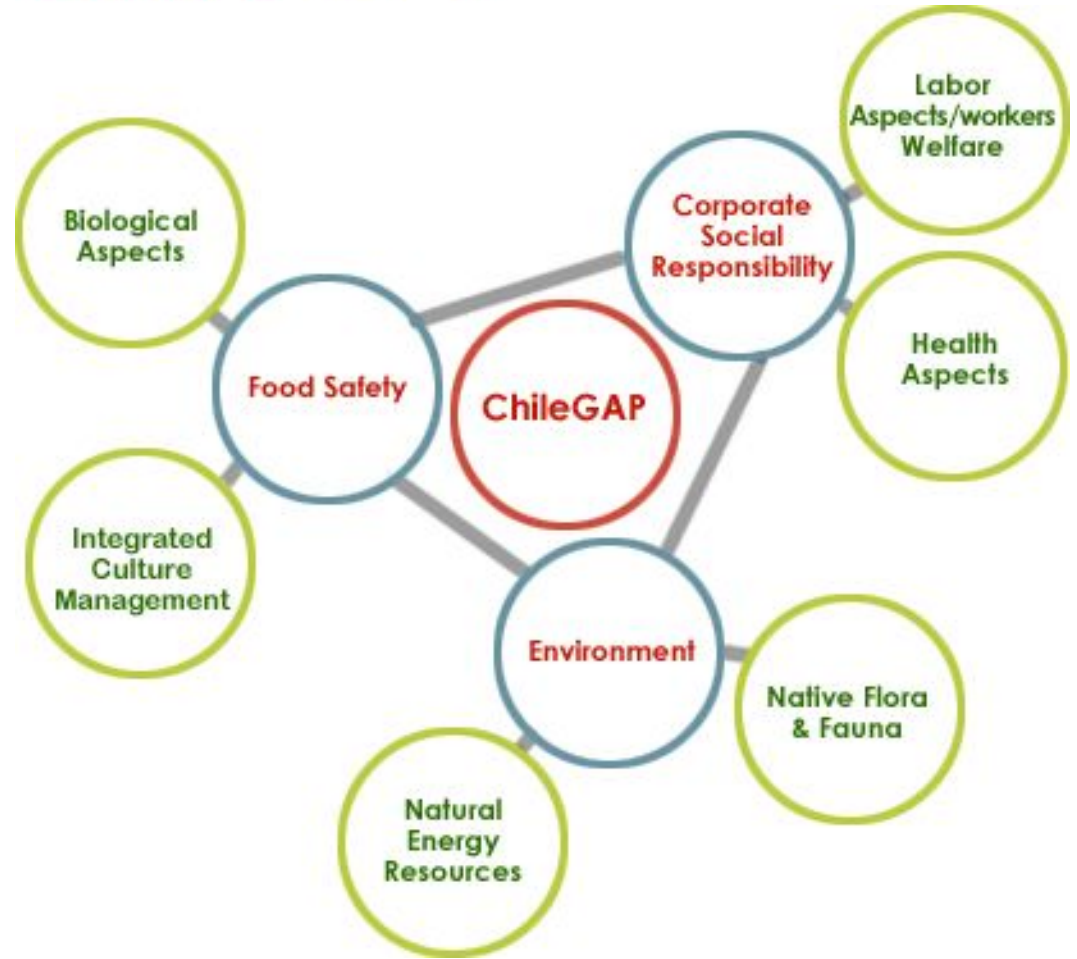 Labor
Aspects/workers
Welfare
Biological
Aspects
Corporate
Social
Responsibility
Health
Aspects
Food Safety
ChileGAP
Integrated
Culture
Management
Environment
Native Flora
& Fauna
Natural
Energy
Resources